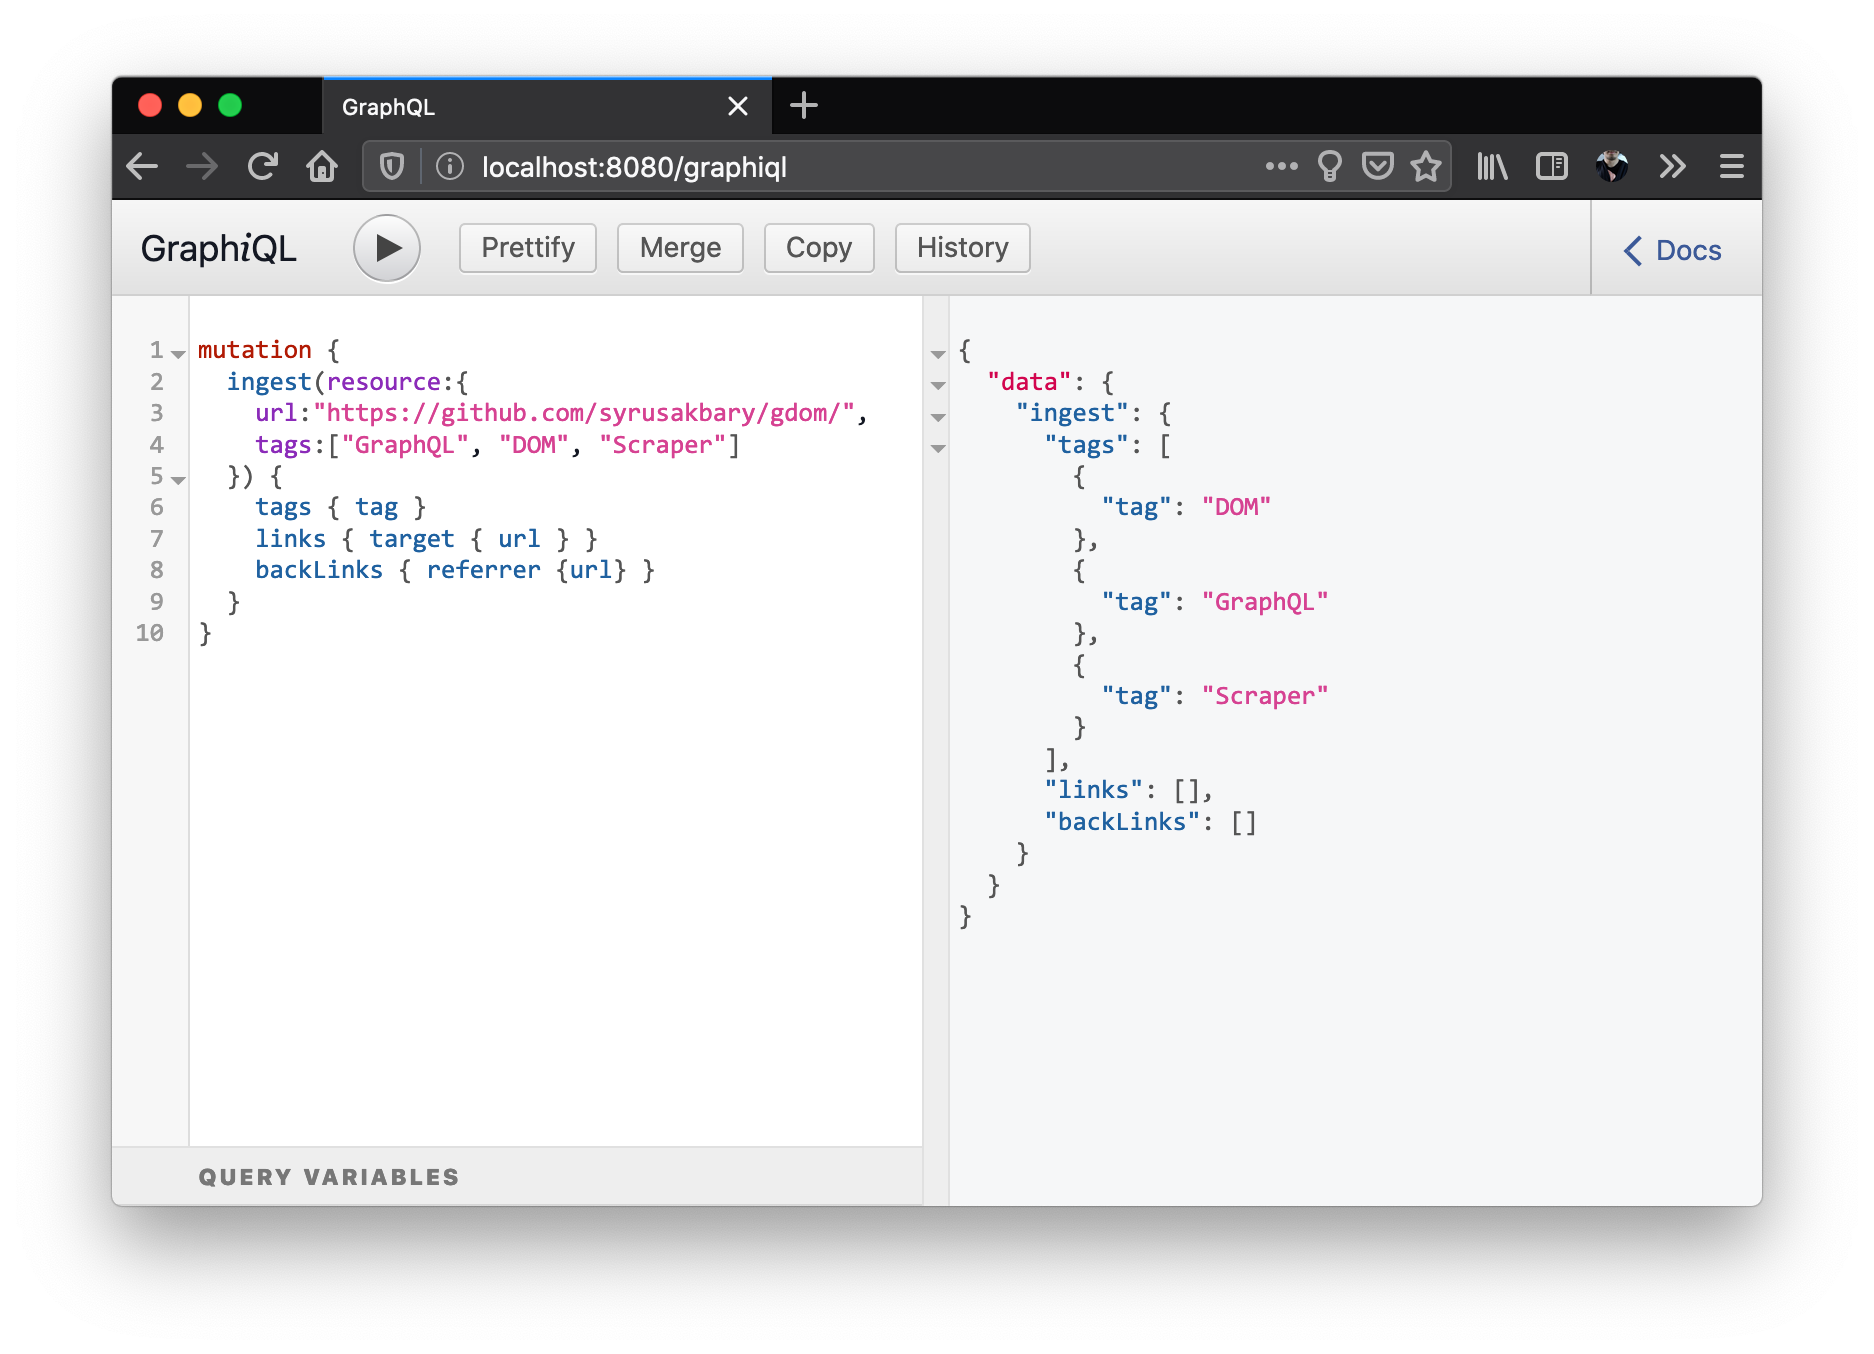 GraphQL
localhost:8080/graphiql
GraphiQL
Prettify
Merge
Copy
History
Docs
1 mutation {
2   ingest(resource:{
3     url:"https://github.com/syrusakbary/gdom/",
4     tags:["GraphQL", "DOM", "Scraper"]
5   }) {
6     tags { tag }
7     links { target { url } }
8     backLinks { referrer {url} }
9   }
10 }
QUERY VARIABLES
{
  "data": {
    "ingest": {
      "tags": [
        {
          "tag": "DOM"
        },
        {
          "tag": "GraphQL"
        },
        {
          "tag": "Scraper"
        }
      ],
      "links": [],
      "backLinks": []
    }
  }
}